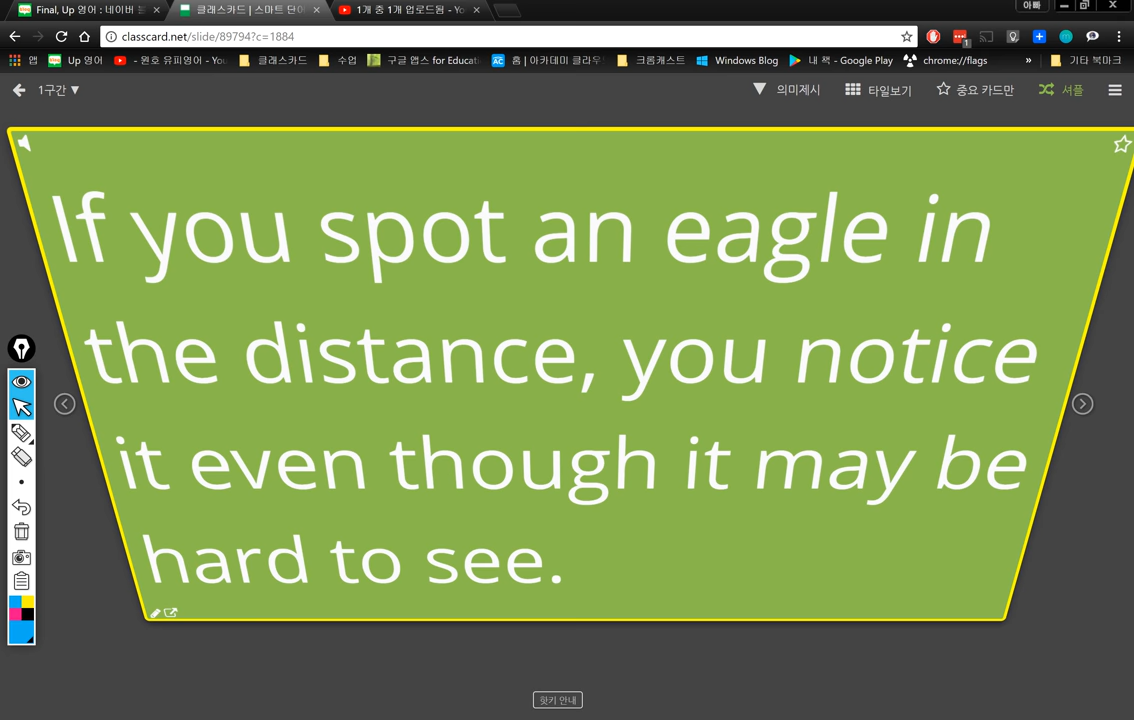 Final, Up 영어 : 네이버 블
클래스카드 | 스마트 단어
1개 중 1개 업로드됨 - Yo
아빠
classcard.net/slide/89794?c=1884
1
앱
Up 영어
- 원호 유피영어 - You
클래스카드
수업
구글 앱스 for Educati
홈 | 아카데미 클라우드
크롬캐스트
Windows Blog
내 책 - Google Play
chrome://flags
»
기타 북마크
1구간 ▼
의미제시
타일보기
중요 카드만
셔플
If you spot an eagle in
the distance, you notice
it even though it may be
hard to see.
핫키 안내